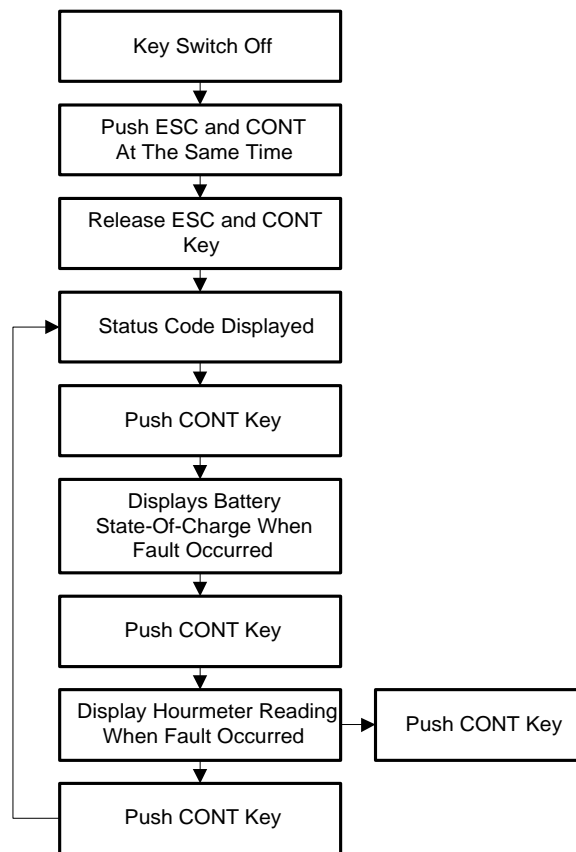 Key Switch Off
Push ESC and CONT
At The Same Time
Release ESC and CONT
Key
Status Code Displayed
Push CONT Key
Displays Battery
State-Of-Charge When
Fault Occurred
Push CONT Key
Display Hourmeter Reading
When Fault Occurred
Push CONT Key
Push CONT Key